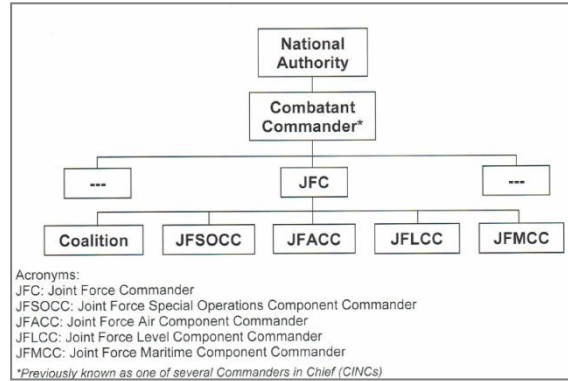 National
Authority
Combatant
Commander*
---
JFC
---
Coalition
JFSOCC
JFACC
JFLCC
JFMCC
Acronyms:
JFC: Joint Force Commander
JFSOCC: Joint Force Special Operations Component Commander
JFACC: Joint Force Air Component Commander
JFLCC: Joint Force Level Component Commander
JFMCC: Joint Force Maritime Component Commander
*Previously known as one of several Commanders in Chief (CINCs)